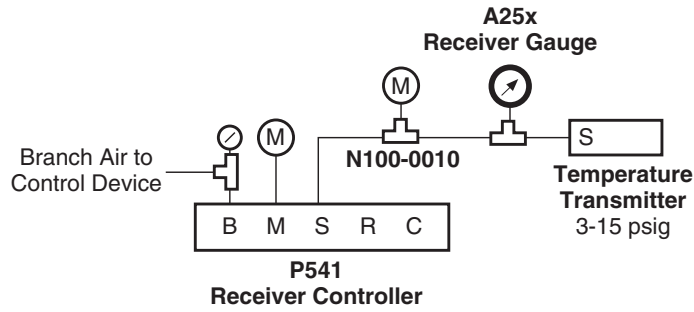 A25x
Receiver Gauge
M
M
N100-0010
S
Branch Air to
Control Device
Temperature
Transmitter
3-15 psig
B M S R C
P541
Receiver Controller